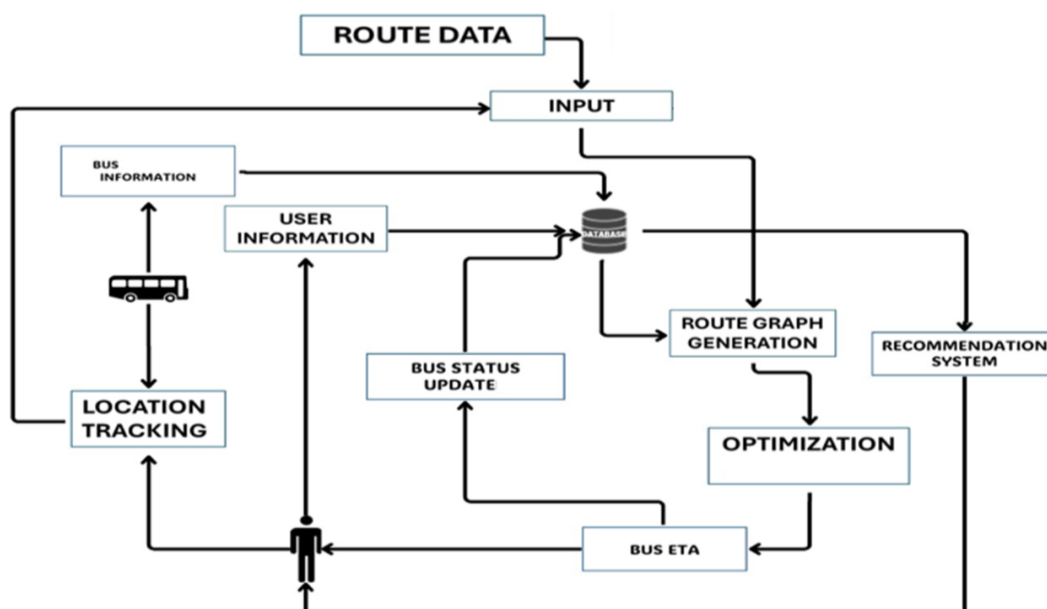 ROUTE DATA
INPUT
BUS
INFORMATION
USER
INFORMATION
DATABASE
ROUTE GRAPH
GENERATION
RECOMMENDATION
SYSTEM
BUS STATUS
UPDATE
LOCATION
TRACKING
OPTIMIZATION
BUS ETA